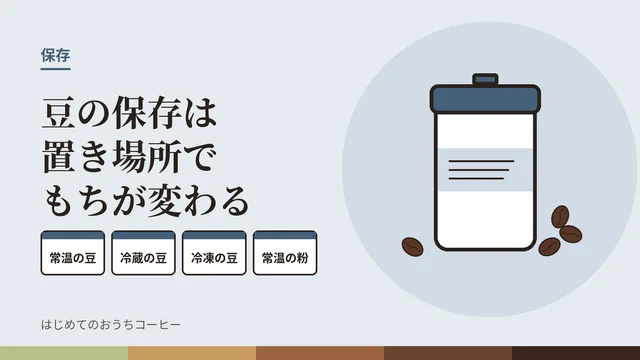 保存
豆の保存は
置き場所で
もちが変わる
常温の豆 冷蔵の豆 冷凍の豆 常温の粉
はじめてのおうちコーヒー